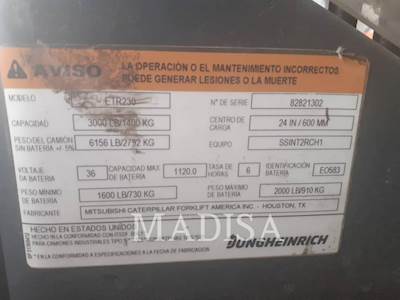 AVISO
LA OPERACIÓN O EL MANTENIMIENTO INCORRECTOS
PUEDE GENERAR LESIONES O LA MUERTE
MODELO ETR230 Nº DE SERIE 82821302
CAPACIDAD 3000 LB/1400 KG CENTRO DE CARGA 24 IN / 600 MM
PESO DEL CAMIÓN SIN BATERÍA +/- 5% 6156 LB/2792 KG EQUIPO SSINT2RCH1
VOLTAJE DA 36 CAPACIDAD MAX DE BATERÍA 1120.0 TASA DE HORAS 6 IDENTIFICACIÓN BATERÍA EO583
PESO MÍNIMO DE BATERÍA 1600 LB/730 KG PESO MÁXIMO DE BATERÍA 2000 LB/910 KG
FABRICANTE MITSUBISHI CATERPILLAR FORKLIFT AMERICA INC. - HOUSTON, TX
HECHO EN ESTADOS UNIDOS
MADISA
JUNGHEINRICH